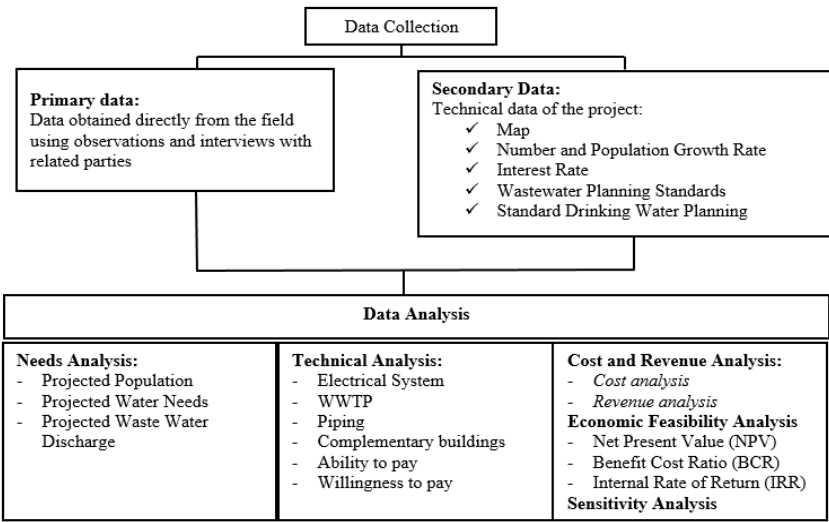 Data Collection
Primary data:
Data obtained directly from the field
using observations and interviews with
related parties
Secondary Data:
Technical data of the project:
✓ Map
✓ Number and Population Growth Rate
✓ Interest Rate
✓ Wastewater Planning Standards
✓ Standard Drinking Water Planning
Data Analysis
Needs Analysis:
- Projected Population
- Projected Water Needs
- Projected Waste Water
Discharge
Technical Analysis:
- Electrical System
- WWTP
- Piping
- Complementary buildings
- Ability to pay
- Willingness to pay
Cost and Revenue Analysis:
- Cost analysis
- Revenue analysis
Economic Feasibility Analysis
- Net Present Value (NPV)
- Benefit Cost Ratio (BCR)
- Internal Rate of Return (IRR)
Sensitivity Analysis